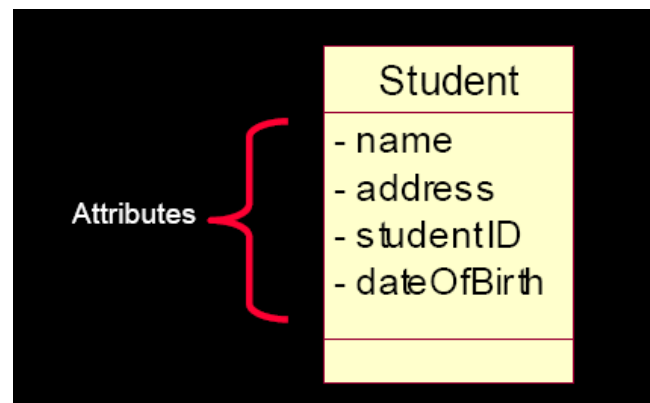 Student
- name
- address
Attributes
- studentID
- dateOfBirth